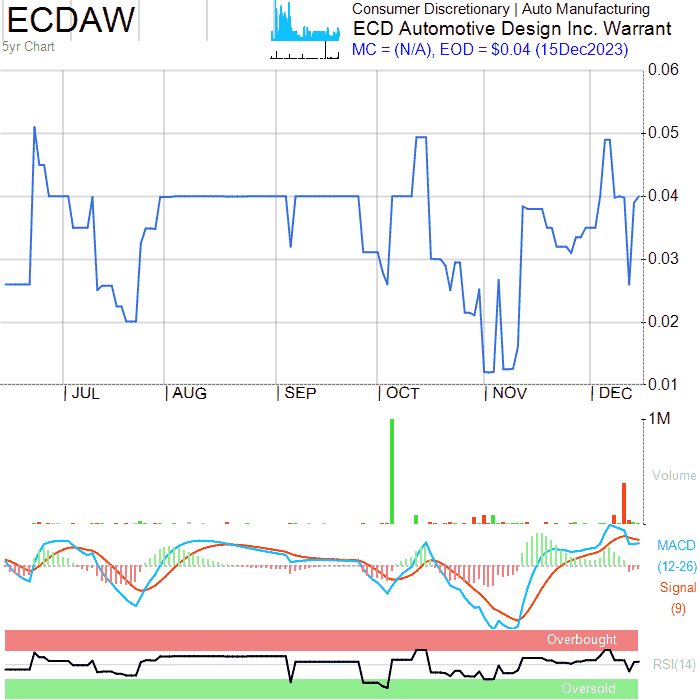 ECDAW
5yr Chart
Consumer Discretionary | Auto Manufacturing
ECD Automotive Design Inc. Warrant
MC = (N/A), EOD = $0.04 (15Dec2023)
0.06
0.05
0.04
0.03
0.02
0.01
JUL AUG SEP OCT NOV DEC
1M
Volume
MACD
(12-26)
Signal
(9)
Overbought
RSI(14)
Oversold